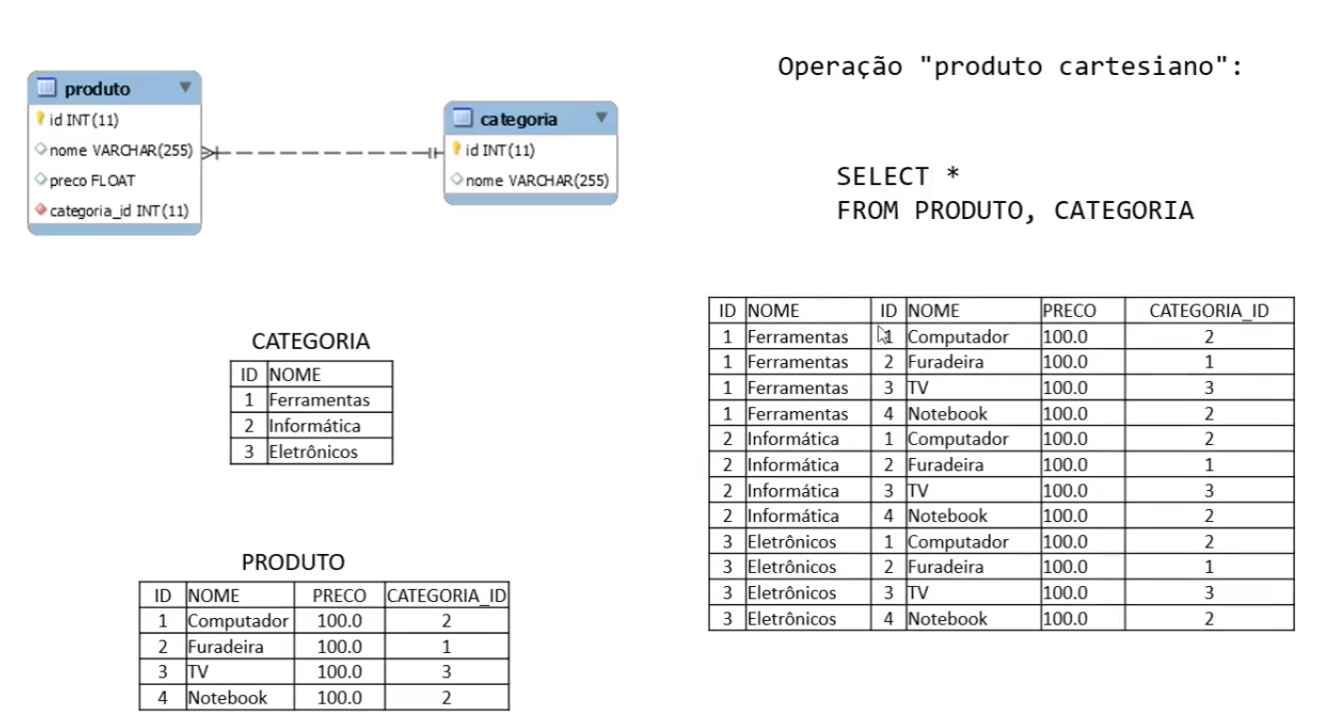 Operação "produto cartesiano":
produto
id INT(11)
nome VARCHAR(255)
preco FLOAT
categoria_id INT(11)
categoria
id INT(11)
nome VARCHAR(255)
SELECT *
FROM PRODUTO, CATEGORIA
CATEGORIA
ID NOME
1 Ferramentas
2 Informática
3 Eletrônicos
PRODUTO
ID NOME PRECO CATEGORIA_ID
1 Computador 100.0 2
2 Furadeira 100.0 1
3 TV 100.0 3
4 Notebook 100.0 2
ID NOME ID NOME PRECO CATEGORIA_ID
1 Ferramentas 1 Computador 100.0 2
1 Ferramentas 2 Furadeira 100.0 1
1 Ferramentas 3 TV 100.0 3
1 Ferramentas 4 Notebook 100.0 2
2 Informática 1 Computador 100.0 2
2 Informática 2 Furadeira 100.0 1
2 Informática 3 TV 100.0 3
2 Informática 4 Notebook 100.0 2
3 Eletrônicos 1 Computador 100.0 2
3 Eletrônicos 2 Furadeira 100.0 1
3 Eletrônicos 3 TV 100.0 3
3 Eletrônicos 4 Notebook 100.0 2